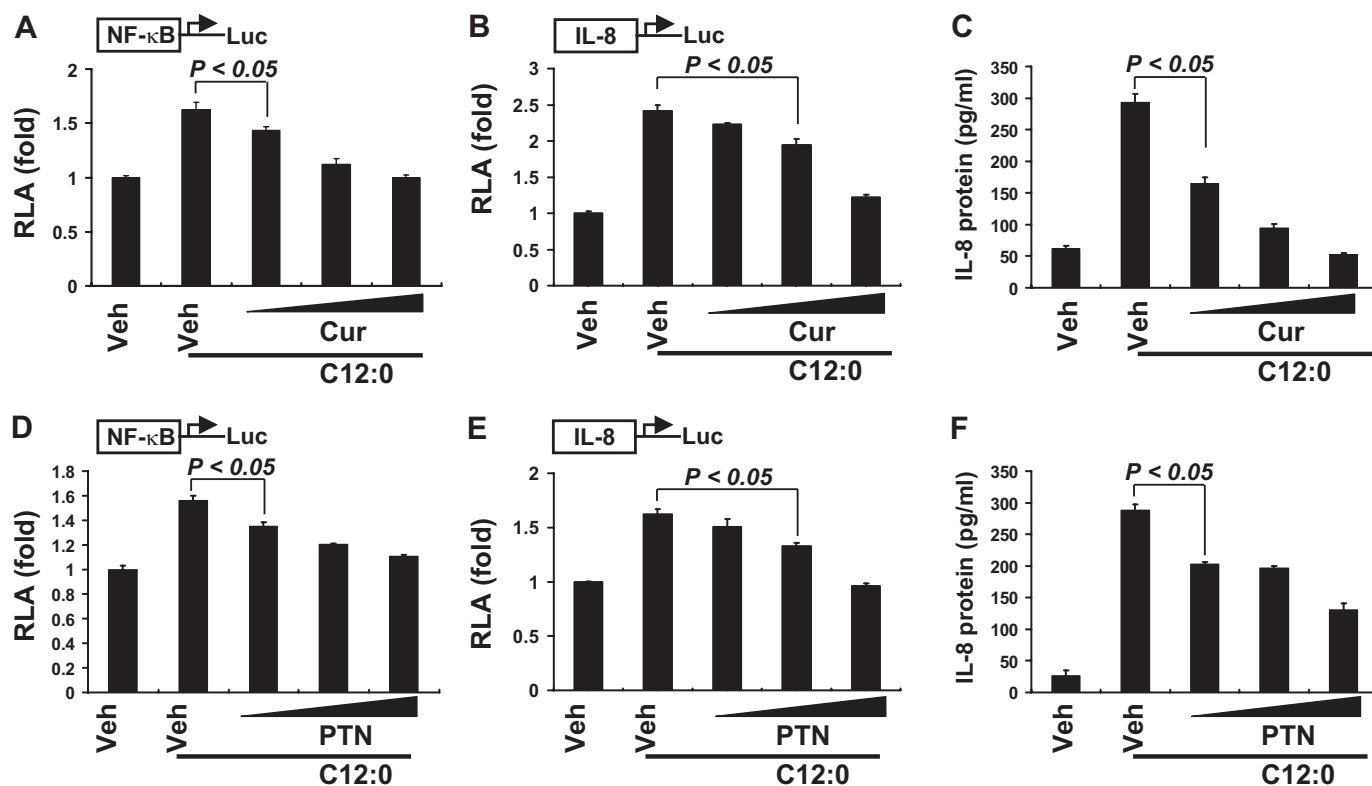 A
NF-κB
Luc
P < 0.05
RLA (fold)
2
1.5
1
0.5
0
Veh
Veh
Cur
C12:0
B
IL-8
Luc
P < 0.05
RLA (fold)
3
2.5
2
1.5
1
0.5
0
Veh
Veh
Cur
C12:0
C
P < 0.05
IL-8 protein (pg/ml)
350
300
250
200
150
100
50
0
Veh
Veh
Cur
C12:0
D
NF-κB
Luc
P < 0.05
RLA (fold)
1.8
1.6
1.4
1.2
1
0.8
0.6
0.4
0.2
0
Veh
Veh
PTN
C12:0
E
IL-8
Luc
P < 0.05
RLA (fold)
2
1.5
1
0.5
0
Veh
Veh
PTN
C12:0
F
P < 0.05
IL-8 protein (pg/ml)
350
300
250
200
150
100
50
0
Veh
Veh
PTN
C12:0